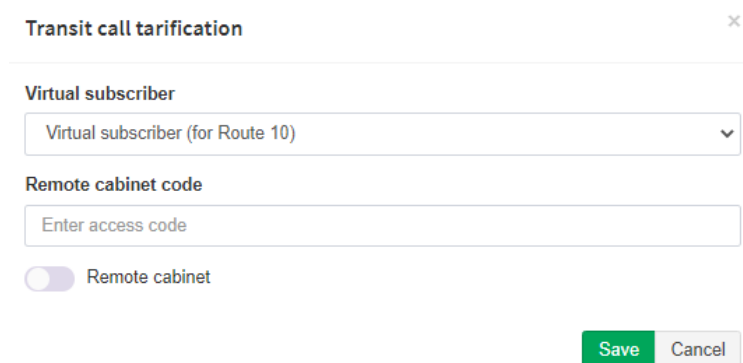 Transit call tarification
×
Virtual subscriber
Virtual subscriber (for Route 10)
Remote cabinet code
Enter access code
Remote cabinet
Save Cancel